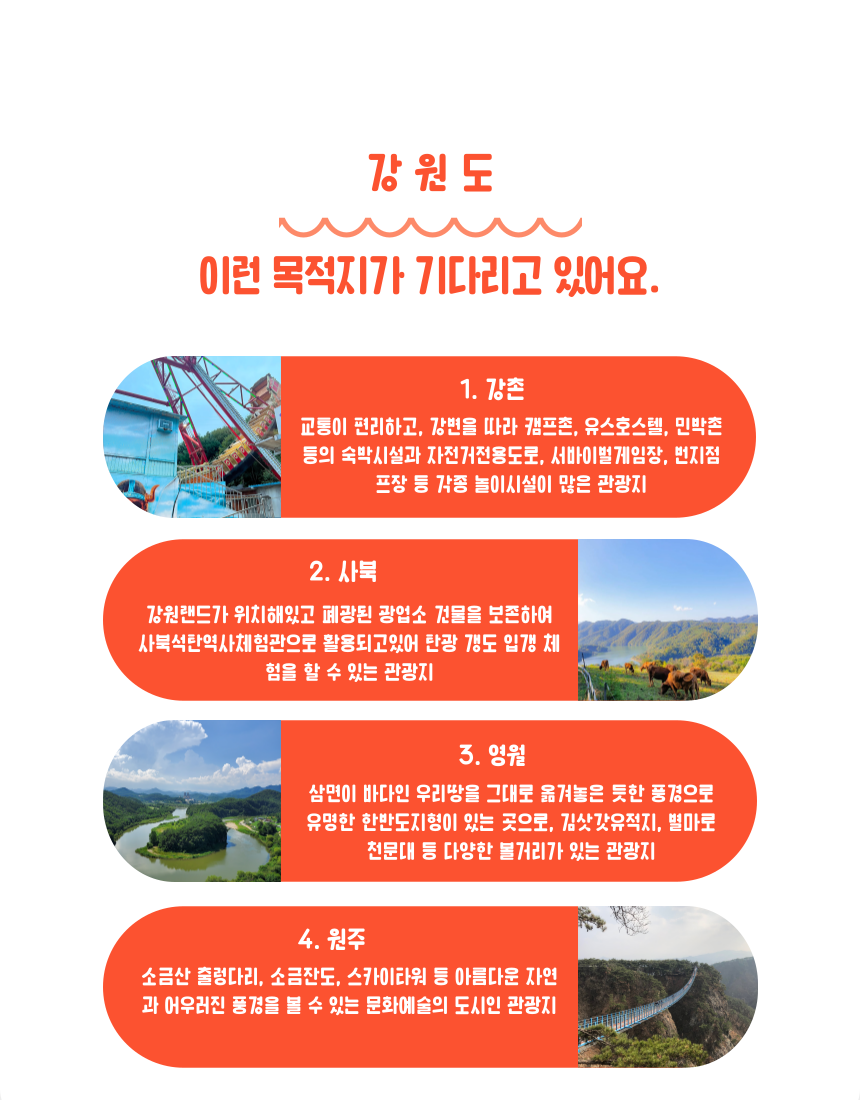 강원도
이런 목적지가 기다리고 있어요.
1. 강촌
교통이 편리하고, 강변을 따라 캠프촌, 유스호스텔, 민박촌
등의 숙박시설과 자전거전용도로, 서바이벌게임장, 번지점
프장 등 각종 놀이시설이 많은 관광지
2. 사북
강원랜드가 위치해있고 폐광된 광업소 건물을 보존하여
사북석탄역사체험관으로 활용되고있어 탄광 갱도 입갱 체
험을 할 수 있는 관광지
3. 영월
삼면이 바다인 우리땅을 그대로 옮겨놓은 듯한 풍경으로
유명한 한반도지형이 있는 곳으로, 김삿갓유적지, 별마로
천문대 등 다양한 볼거리가 있는 관광지
4. 원주
소금산 출렁다리, 소금잔도, 스카이타워 등 아름다운 자연
과 어우러진 풍경을 볼 수 있는 문화예술의 도시인 관광지